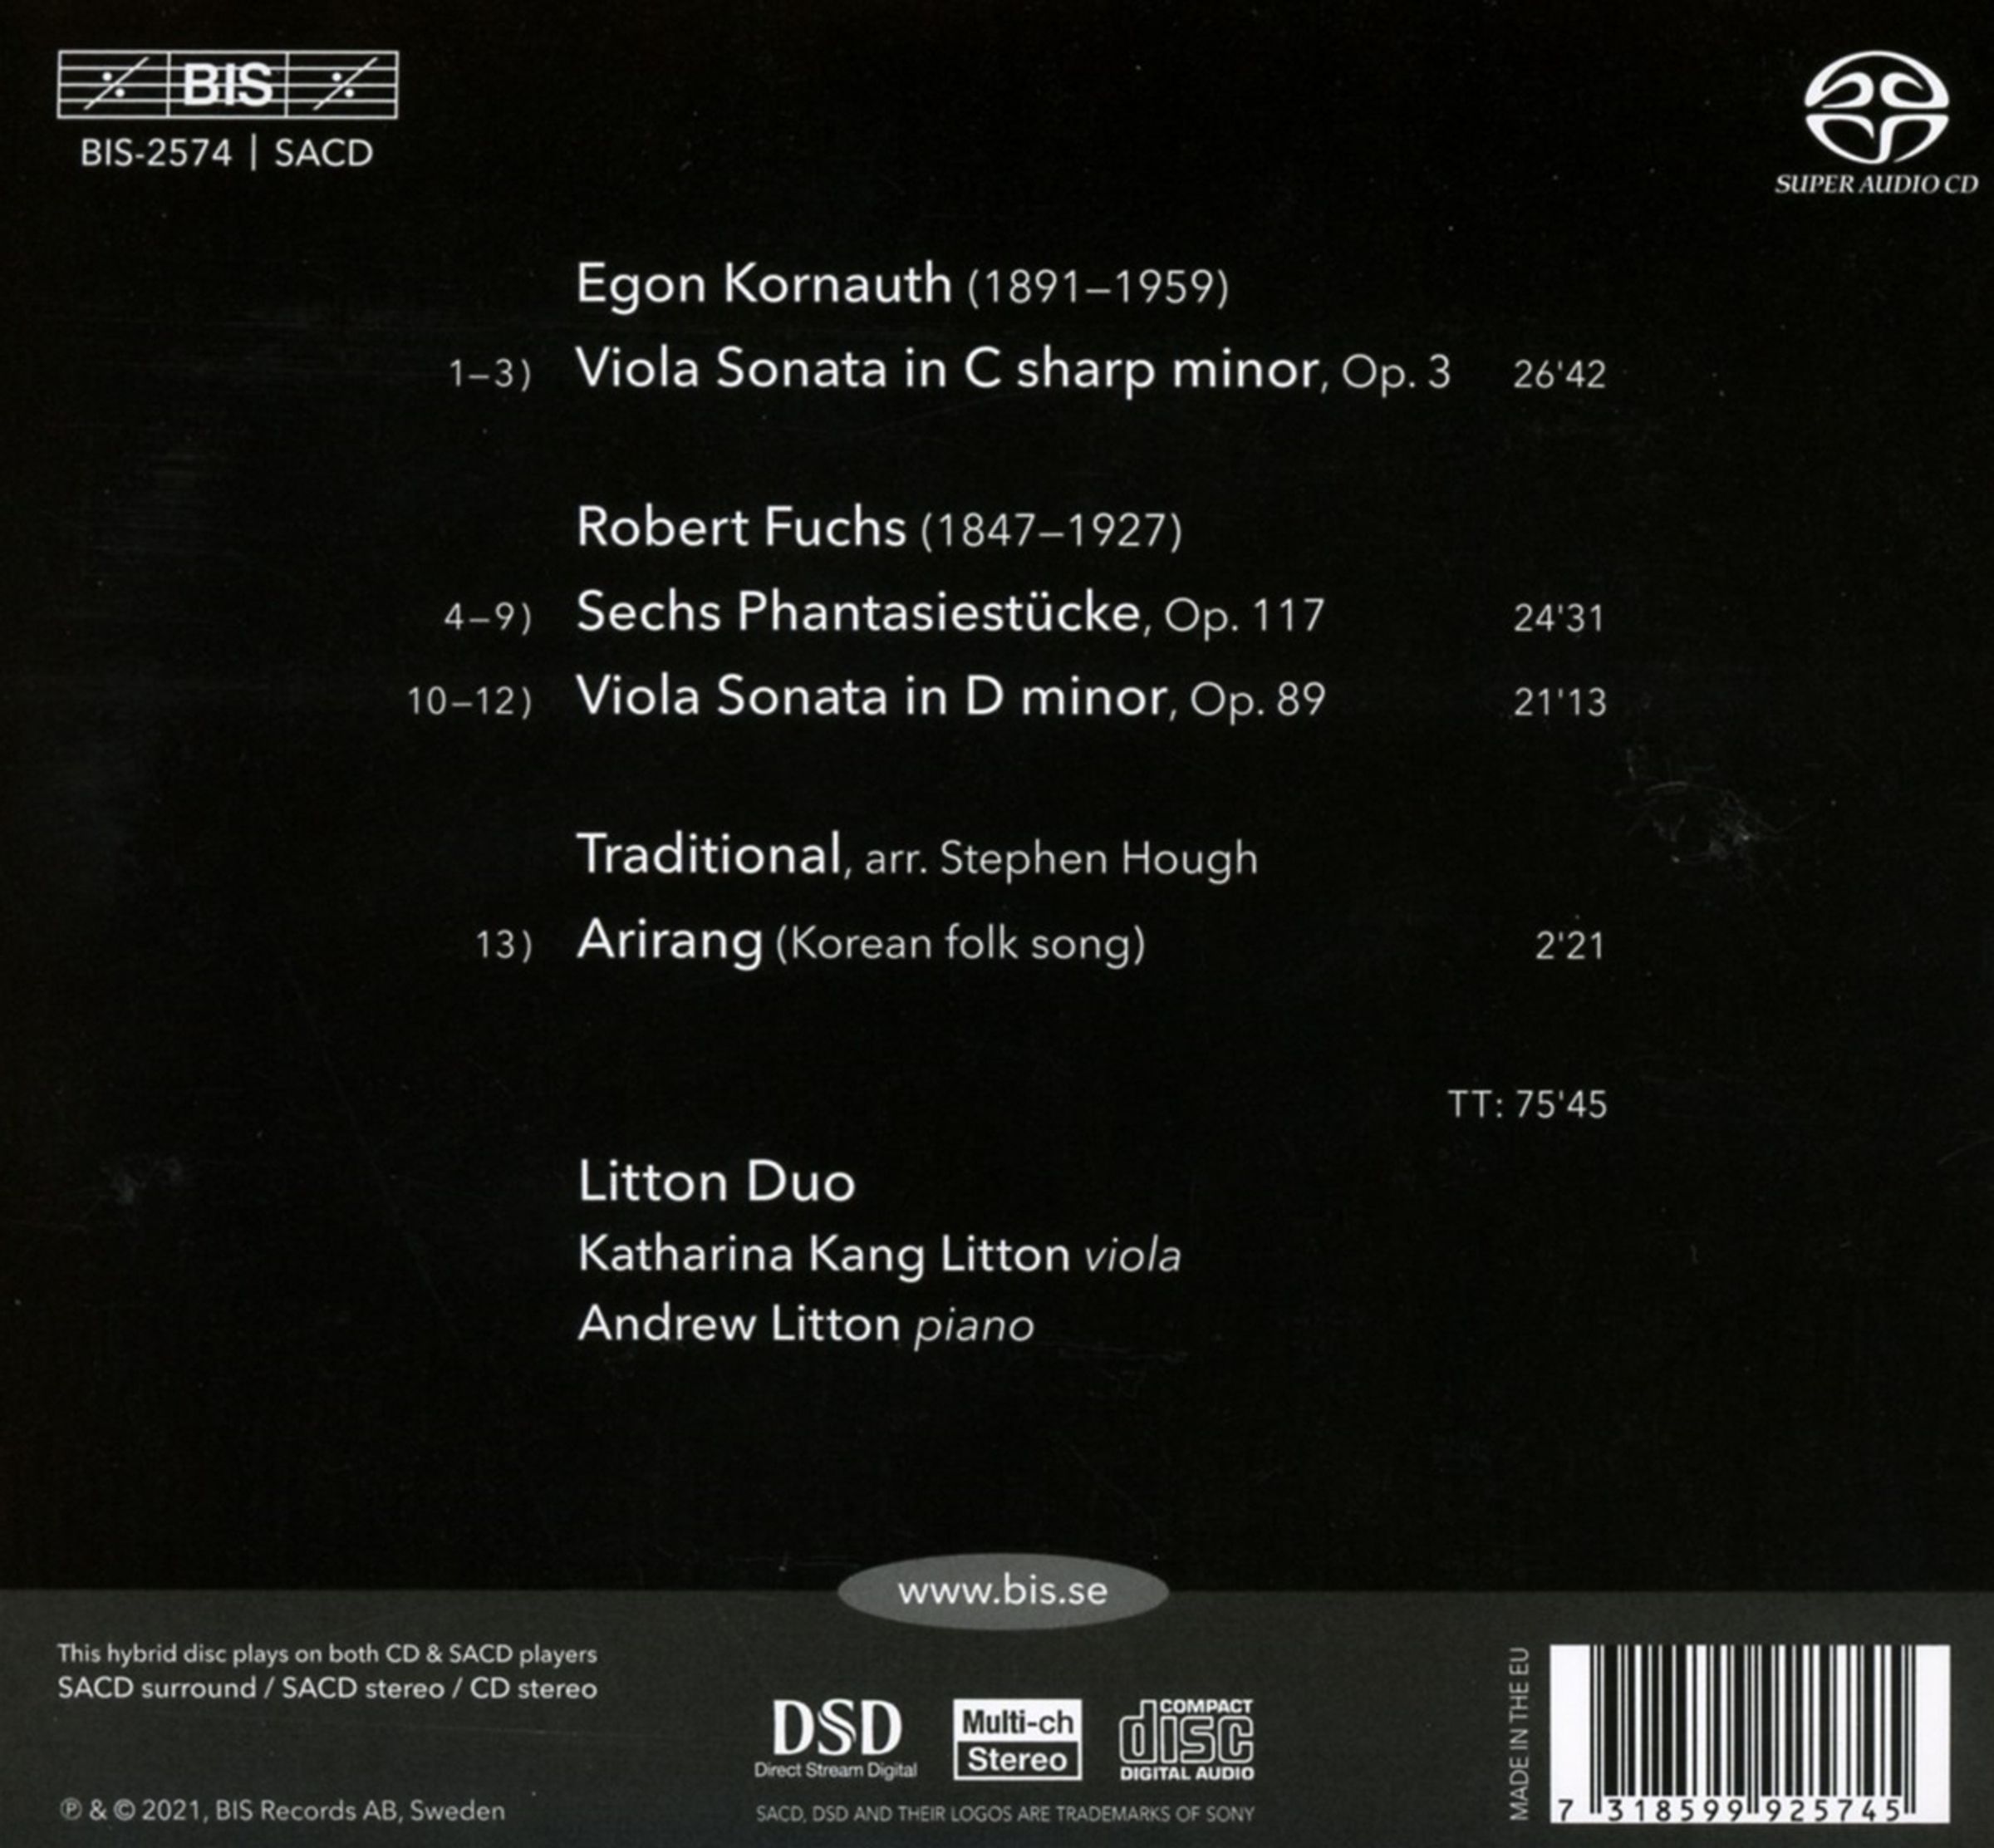 BIS
BIS-2574 | SACD
SUPER AUDIO CD
Egon Kornauth (1891–1959)
1–3) Viola Sonata in C sharp minor, Op. 3 26'42
Robert Fuchs (1847–1927)
4–9) Sechs Phantasiestücke, Op. 117 24'31
10–12) Viola Sonata in D minor, Op. 89 21'13
Traditional, arr. Stephen Hough
13) Arirang (Korean folk song) 2'21
TT: 75'45
Litton Duo
Katharina Kang Litton viola
Andrew Litton piano
www.bis.se
This hybrid disc plays on both CD & SACD players
SACD surround / SACD stereo / CD stereo
℗ & © 2021, BIS Records AB, Sweden
DSD
Direct Stream Digital
Multi-ch
Stereo
COMPACT
disc
DIGITAL AUDIO
SACD, DSD AND THEIR LOGOS ARE TRADEMARKS OF SONY
MADE IN THE EU
7 318599 925745